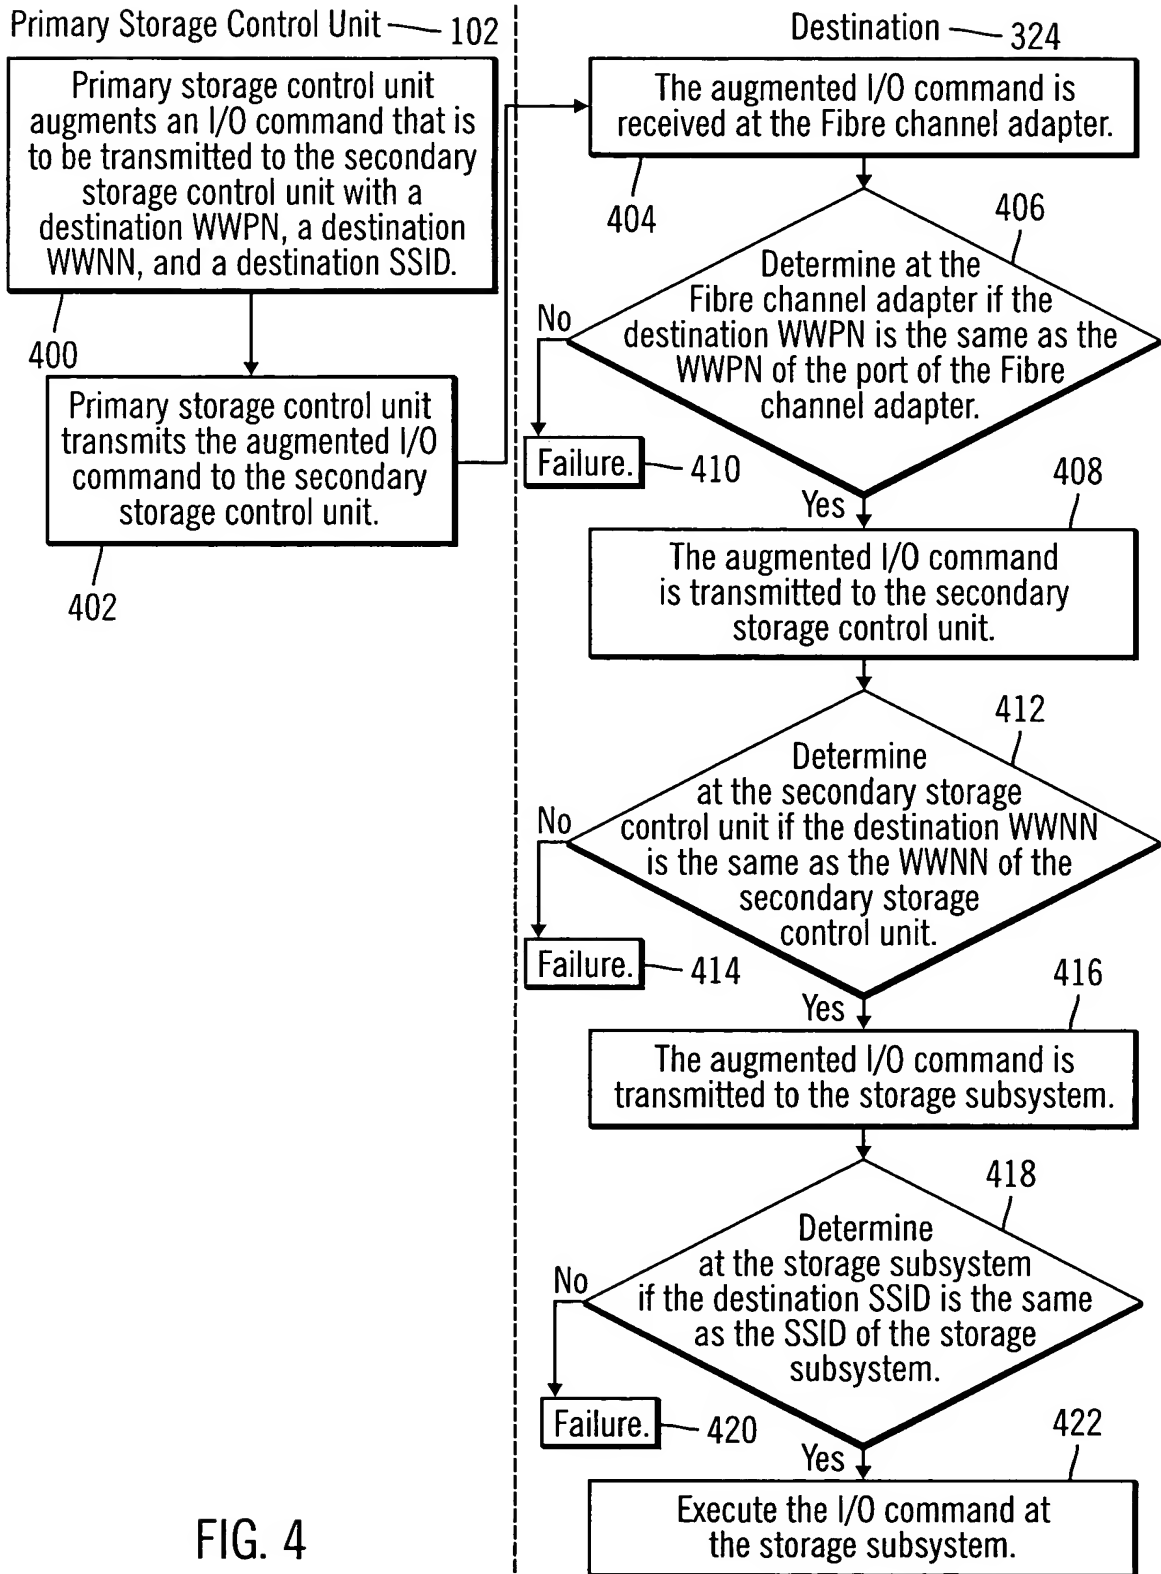 Primary Storage Control Unit 102
Primary storage control unit
augments an I/O command that is
to be transmitted to the secondary
storage control unit with a
destination WWPN, a destination
WWNN, and a destination SSID.
400
Primary storage control unit
transmits the augmented I/O
command to the secondary
storage control unit.
402
Destination 324
The augmented I/O command is
received at the Fibre channel adapter.
404
406
Determine at the
Fibre channel adapter if the
destination WWPN is the same as the
WWPN of the port of the Fibre
channel adapter.
No
Failure. 410
Yes
408
The augmented I/O command
is transmitted to the secondary
storage control unit.
412
Determine
at the secondary storage
control unit if the destination WWNN
is the same as the WWNN of the
secondary storage
control unit.
No
Failure. 414
Yes
416
The augmented I/O command is
transmitted to the storage subsystem.
418
Determine
at the storage subsystem
if the destination SSID is the same
as the SSID of the storage
subsystem.
No
Failure. 420
Yes
422
Execute the I/O command at
the storage subsystem.
FIG. 4